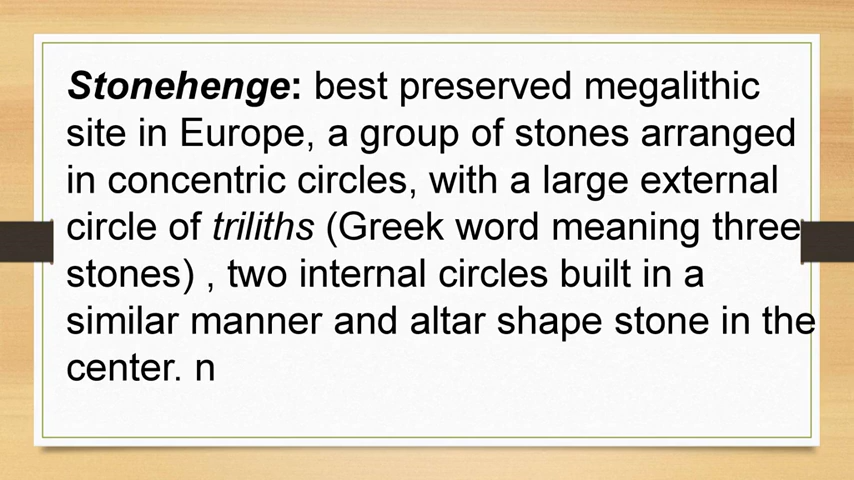 Stonehenge: best preserved megalithic
site in Europe, a group of stones arranged
in concentric circles, with a large external
circle of triliths (Greek word meaning three
stones) , two internal circles built in a
similar manner and altar shape stone in the
center. n